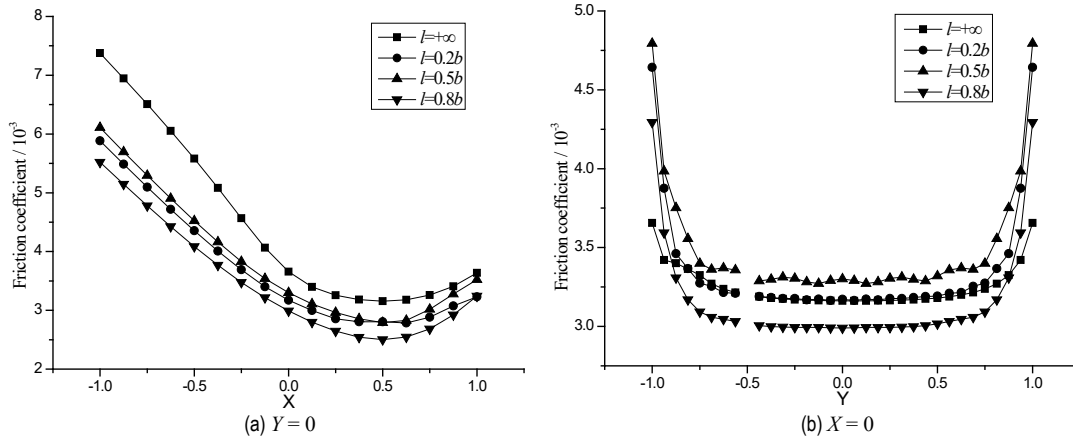 8
7
6
5
4
3
2
Friction coefficient / 10⁻³
l=+∞
l=0.2b
l=0.5b
l=0.8b
-1.0 -0.5 0.0 0.5 1.0
X
(a) Y = 0
5.0
4.5
4.0
3.5
3.0
Friction coefficient / 10⁻³
l=+∞
l=0.2b
l=0.5b
l=0.8b
-1.0 -0.5 0.0 0.5 1.0
Y
(b) X = 0